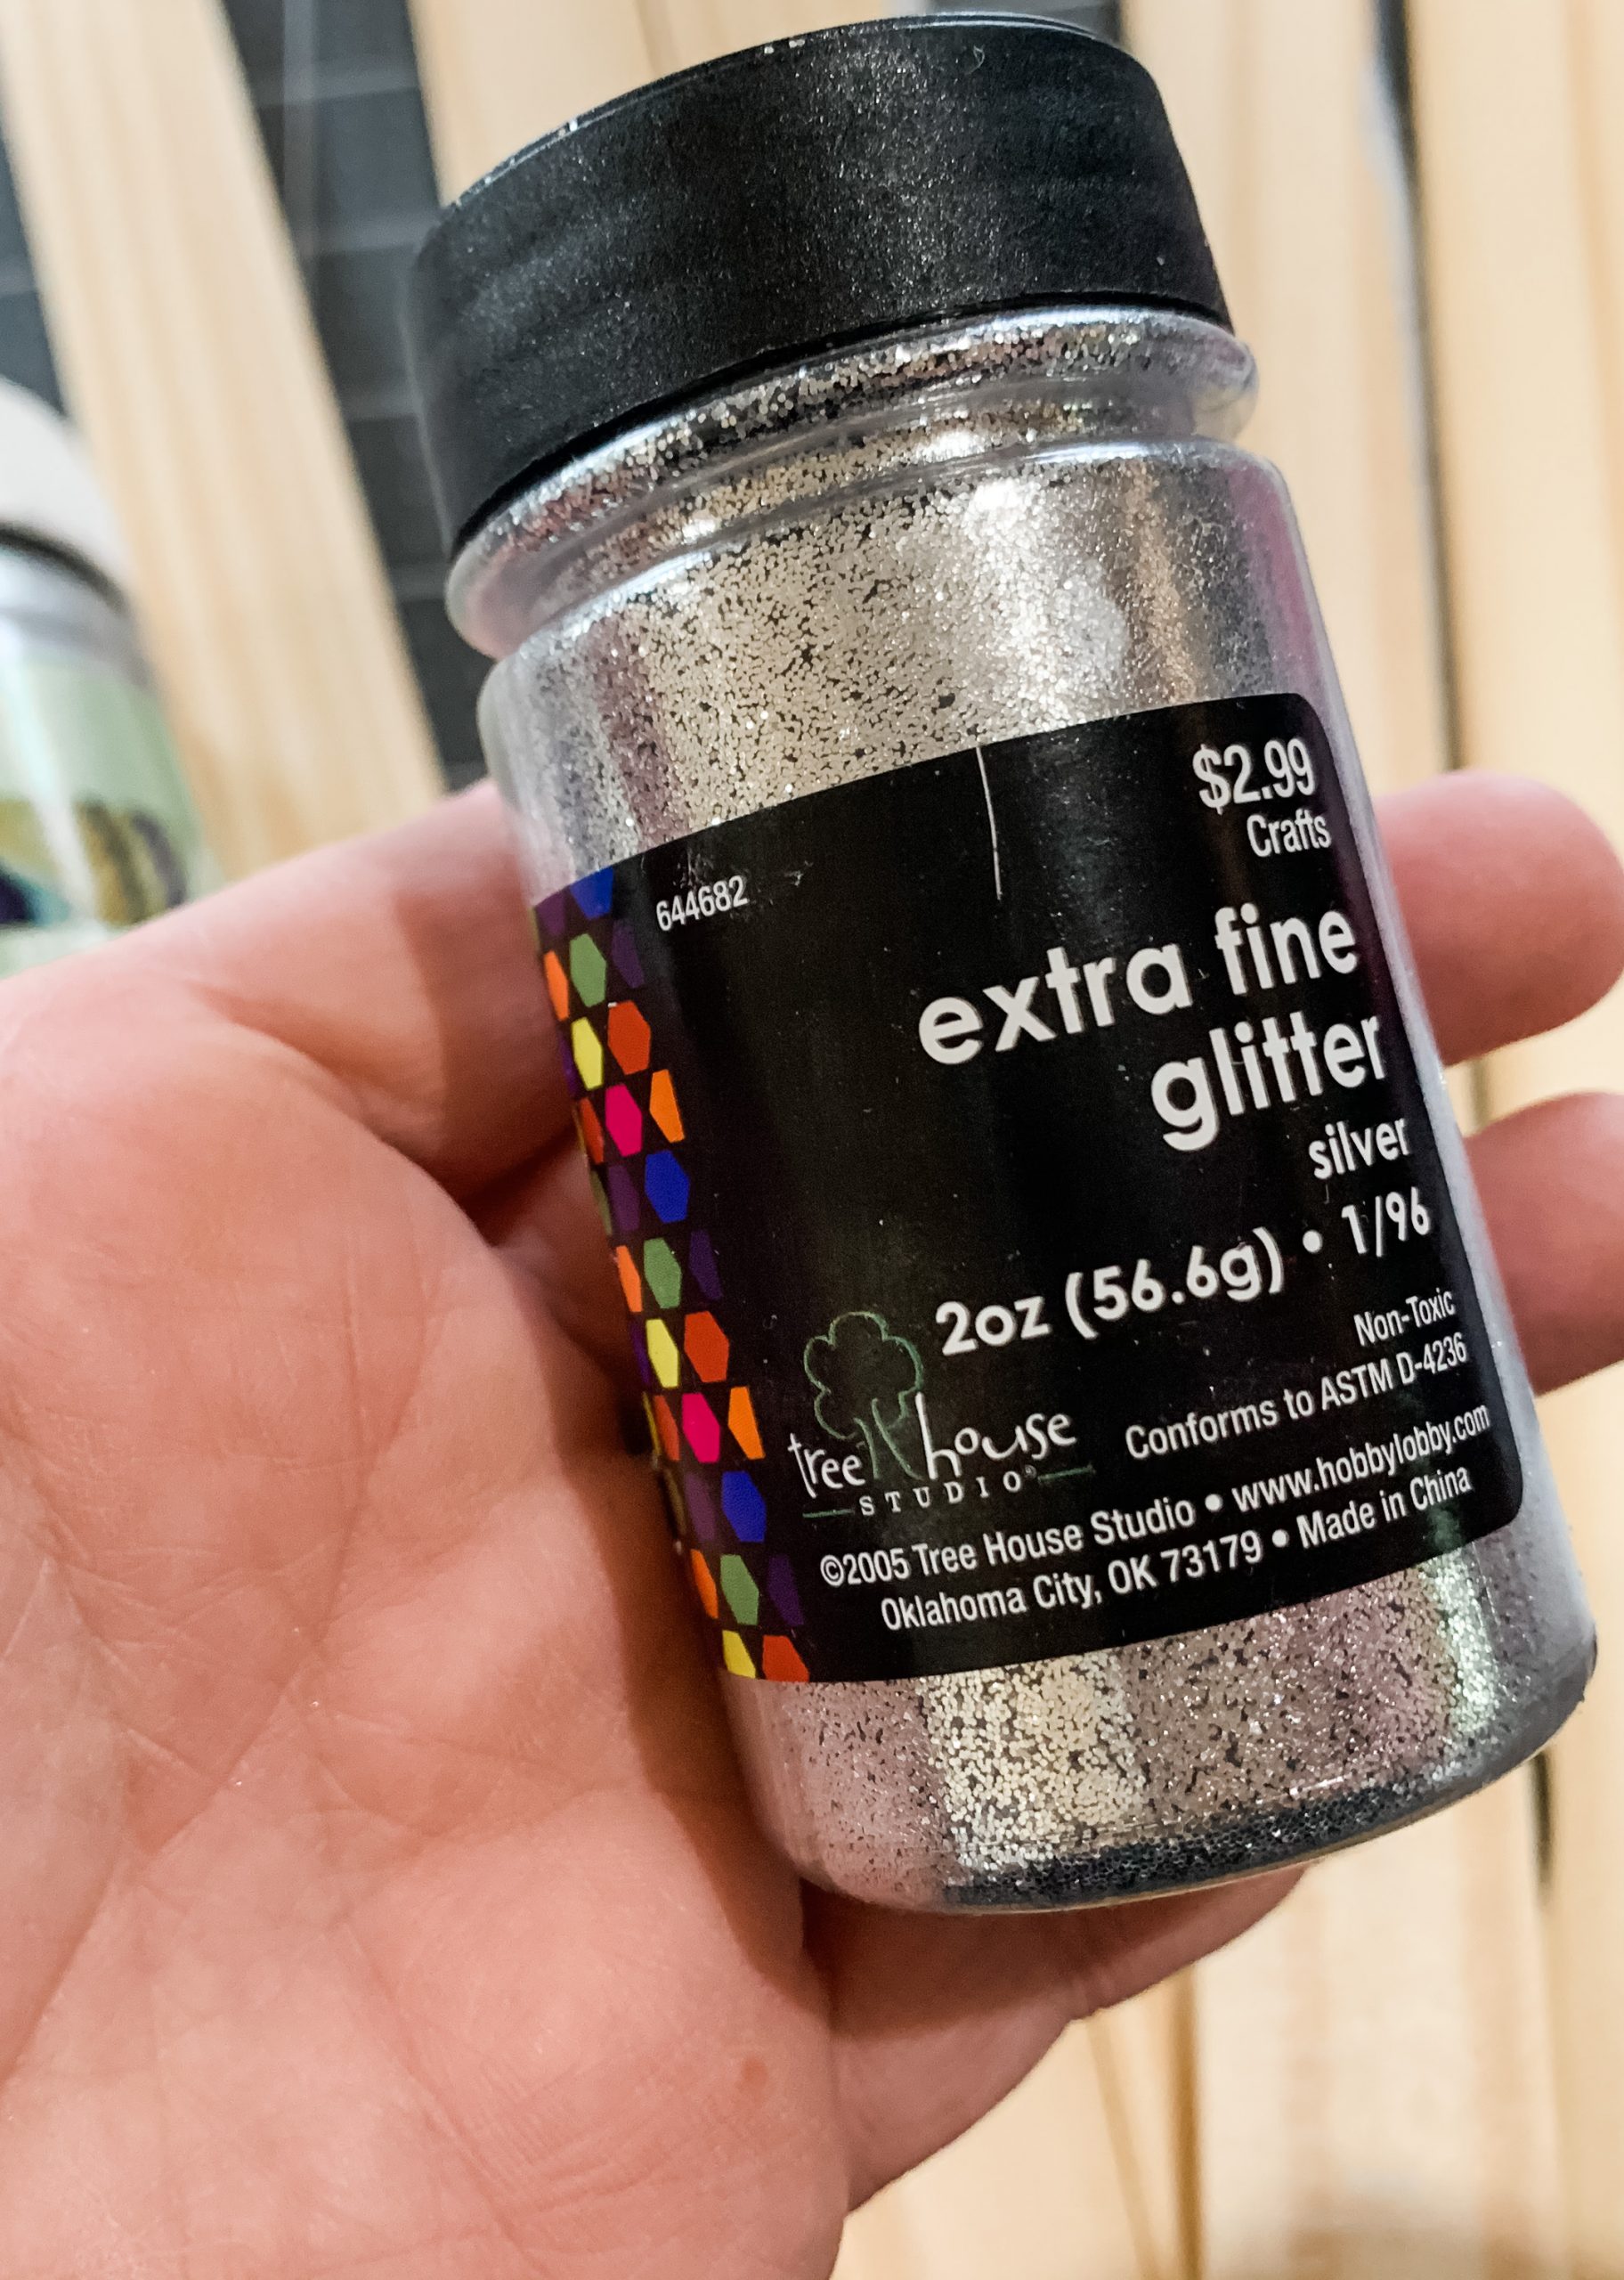 $2.99
Crafts
644682
extra fine
glitter
silver
2oz (56.6g) • 1/96
Non-Toxic
Conforms to ASTM D-4236
tree house
STUDIO®
©2005 Tree House Studio • www.hobbylobby.com
Oklahoma City, OK 73179 • Made in China